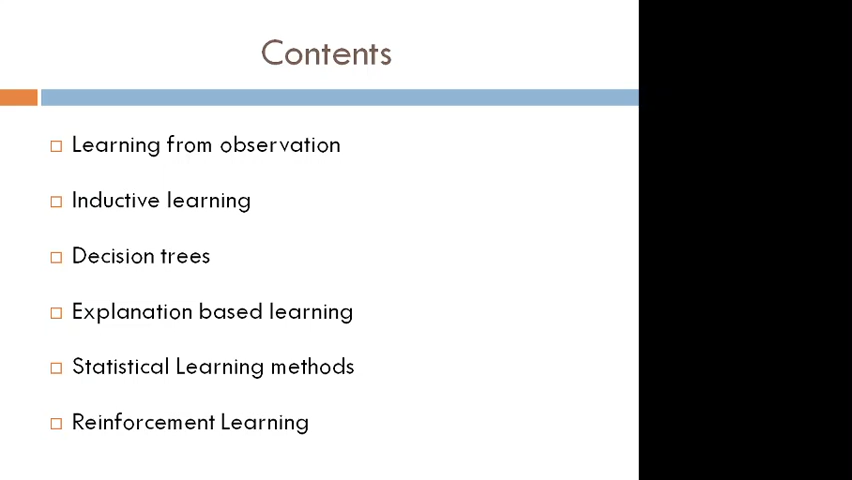 Contents
Learning from observation
Inductive learning
Decision trees
Explanation based learning
Statistical Learning methods
Reinforcement Learning